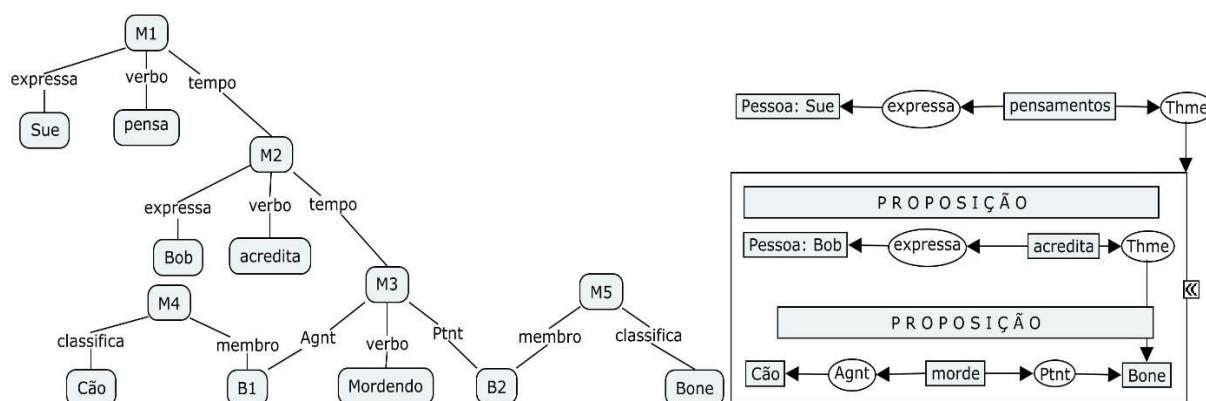 M1
expressa verbo tempo
Sue pensa
M2
expressa verbo tempo
Bob acredita
M3
M4 M5
classifica membro Agnt verbo Ptnt membro classifica
Cão B1 Mordendo B2 Bone
Pessoa: Sue expressa pensamentos Thme
PROPOSIÇÃO
Pessoa: Bob expressa acredita Thme
PROPOSIÇÃO
Cão Agnt morde Ptnt Bone